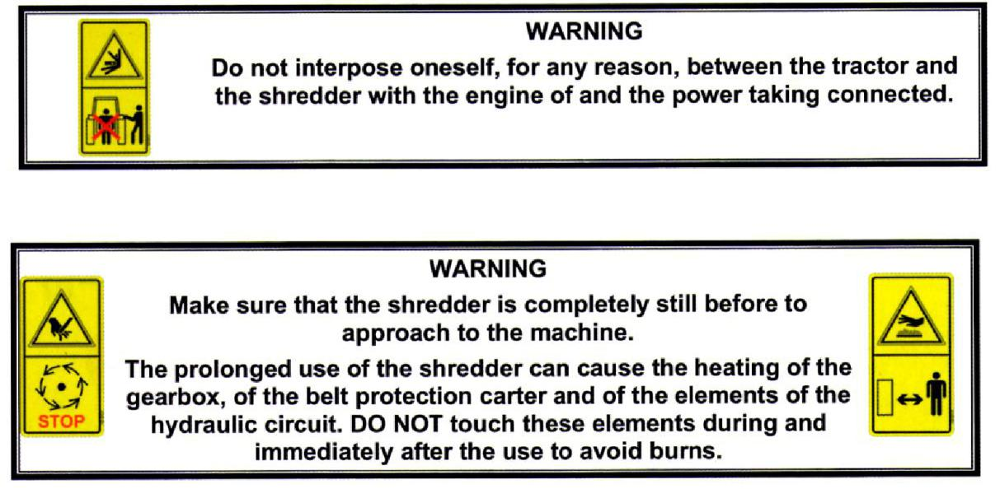 WARNING
Do not interpose oneself, for any reason, between the tractor and
the shredder with the engine of and the power taking connected.
WARNING
Make sure that the shredder is completely still before to
approach to the machine.
The prolonged use of the shredder can cause the heating of the
gearbox, of the belt protection carter and of the elements of the
hydraulic circuit. DO NOT touch these elements during and
immediately after the use to avoid burns.
STOP